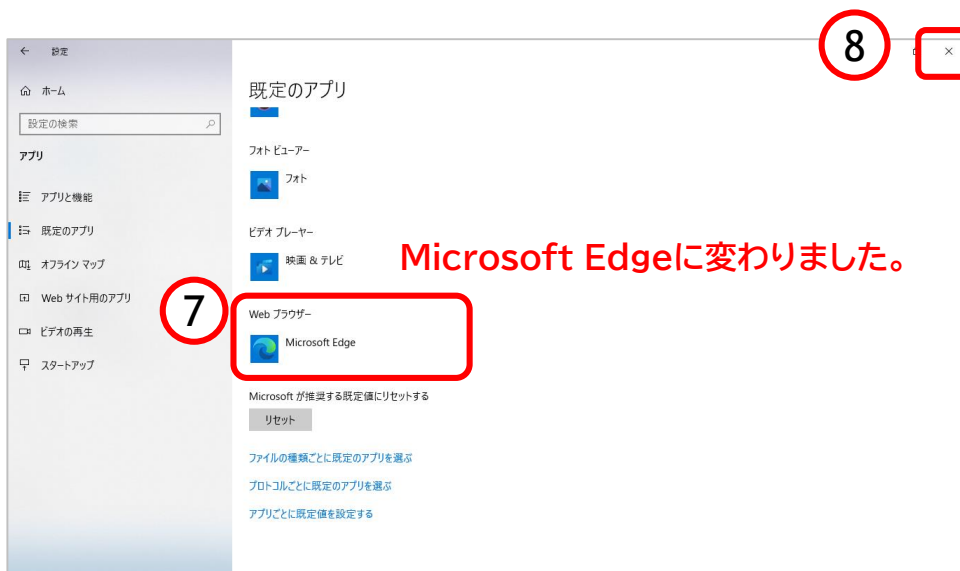 8
設定
ホーム
設定の検索
アプリ
アプリと機能
既定のアプリ
オフライン マップ
Web サイト用のアプリ
ビデオの再生
スタートアップ
既定のアプリ
フォト ビューアー
フォト
ビデオ プレーヤー
映画 & テレビ
Microsoft Edgeに変わりました。
7
Web ブラウザー
Microsoft Edge
Microsoft が推奨する既定値にリセットする
リセット
ファイルの種類ごとに既定のアプリを選ぶ
プロトコルごとに既定のアプリを選ぶ
アプリごとに既定値を設定する